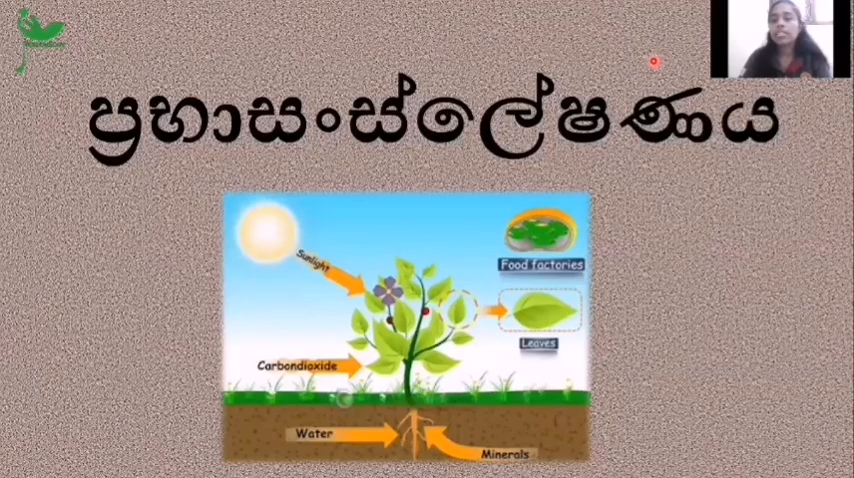 ප්‍රභාසංස්ලේෂණය
Sunlight
Food factories
Leaves
Carbondioxide
Water
Minerals